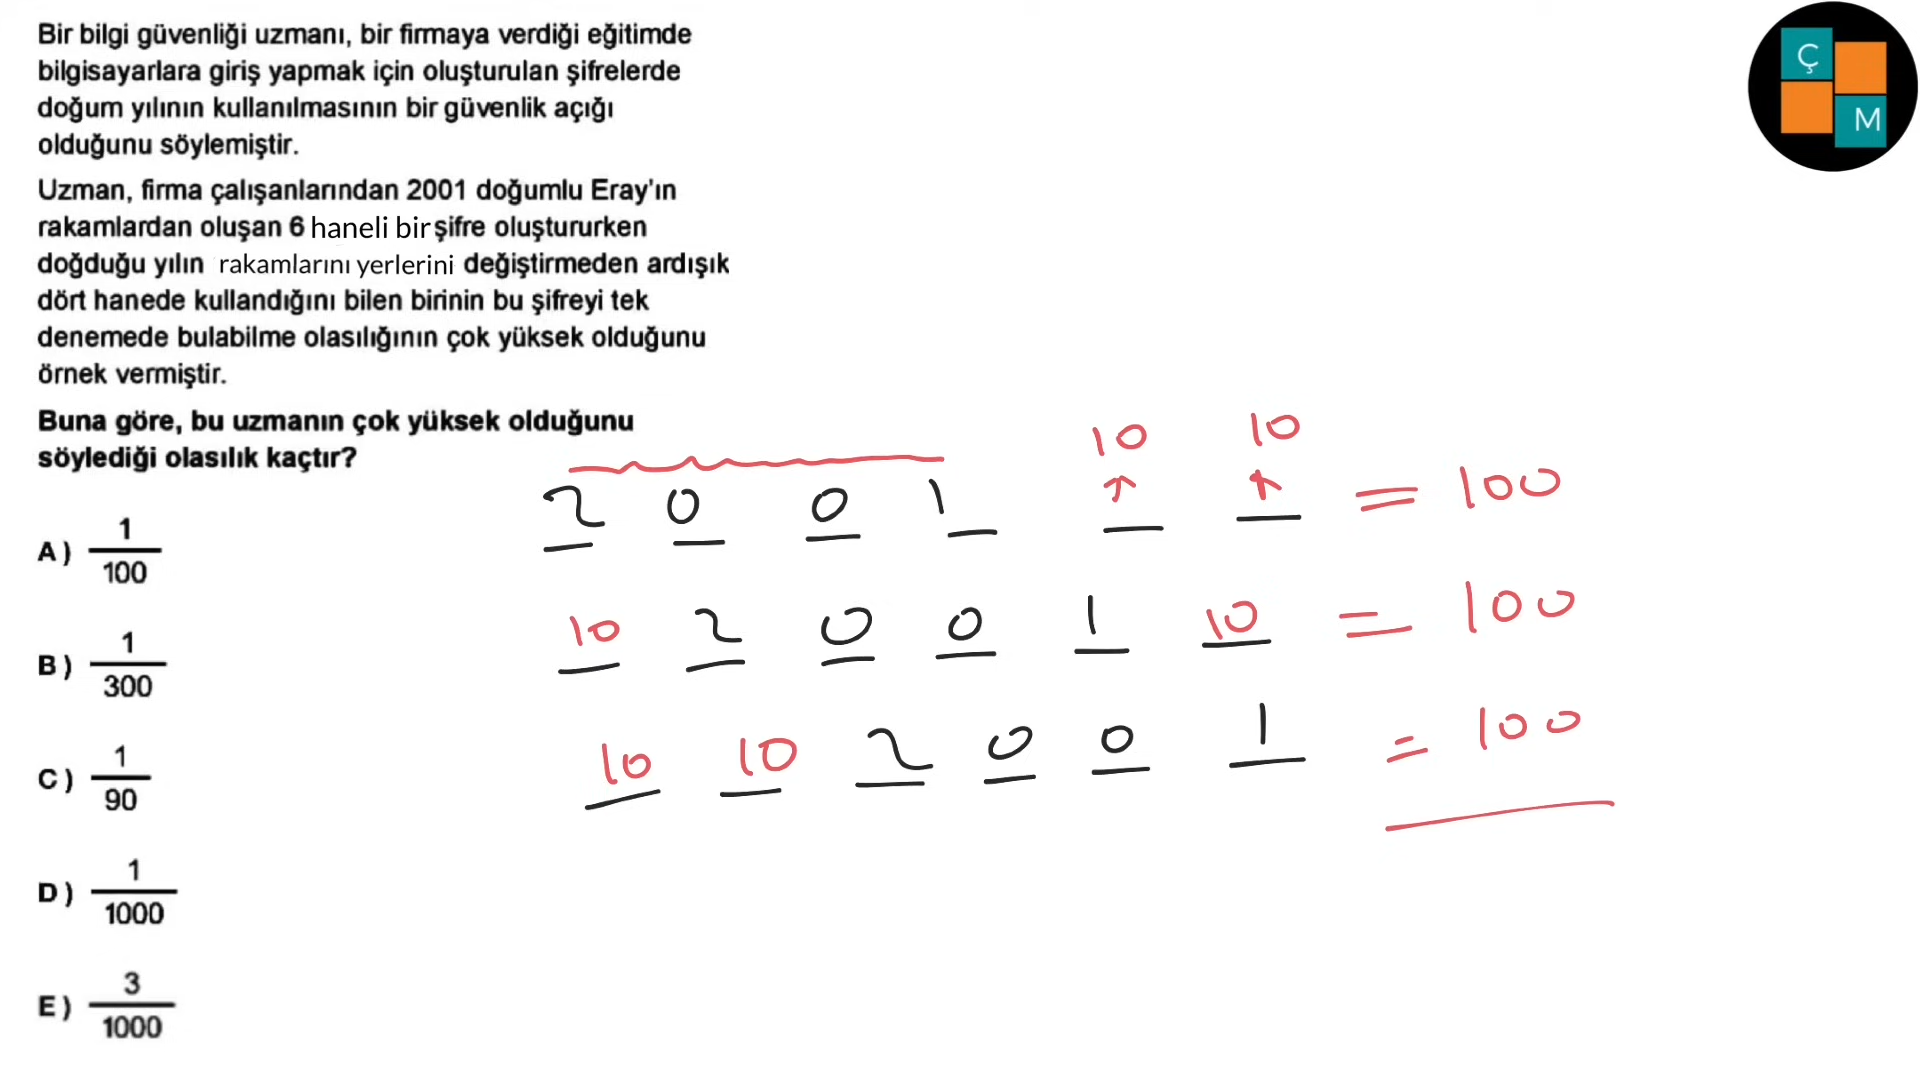 Bir bilgi güvenliği uzmanı, bir firmaya verdiği eğitimde
bilgisayarlara giriş yapmak için oluşturulan şifrelerde
doğum yılının kullanılmasının bir güvenlik açığı
olduğunu söylemiştir.
Uzman, firma çalışanlarından 2001 doğumlu Eray'ın
rakamlardan oluşan 6 haneli bir şifre oluştururken
doğduğu yılın rakamlarını yerlerini değiştirmeden ardışık
dört hanede kullandığını bilen birinin bu şifreyi tek
denemede bulabilme olasılığının çok yüksek olduğunu
örnek vermiştir.
Buna göre, bu uzmanın çok yüksek olduğunu
söylediği olasılık kaçtır?
A) 1/100
B) 1/300
C) 1/90
D) 1/1000
E) 3/1000
10 10
↑ ↑
2 0 0 1 _ _ = 100
10 2 0 0 1 10 = 100
10 10 2 0 0 1 = 100
Ç
M